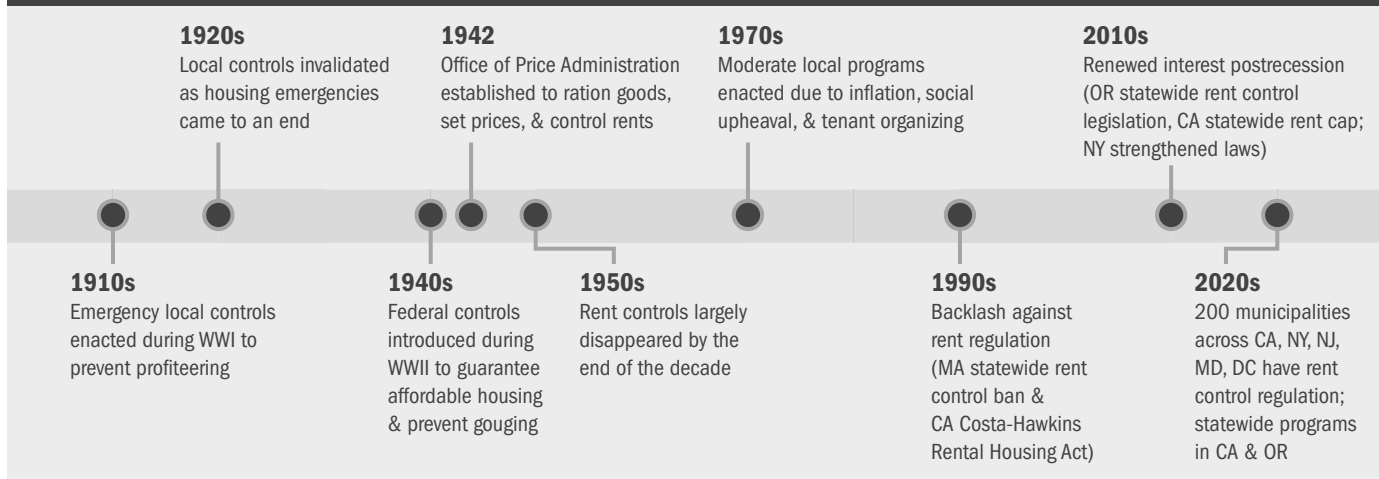 1920s
Local controls invalidated
as housing emergencies
came to an end
1942
Office of Price Administration
established to ration goods,
set prices, & control rents
1970s
Moderate local programs
enacted due to inflation, social
upheaval, & tenant organizing
2010s
Renewed interest postrecession
(OR statewide rent control
legislation, CA statewide rent cap;
NY strengthened laws)
1910s
Emergency local controls
enacted during WWI to
prevent profiteering
1940s
Federal controls
introduced during
WWII to guarantee
affordable housing
& prevent gouging
1950s
Rent controls largely
disappeared by the
end of the decade
1990s
Backlash against
rent regulation
(MA statewide rent
control ban &
CA Costa-Hawkins
Rental Housing Act)
2020s
200 municipalities
across CA, NY, NJ,
MD, DC have rent
control regulation;
statewide programs
in CA & OR